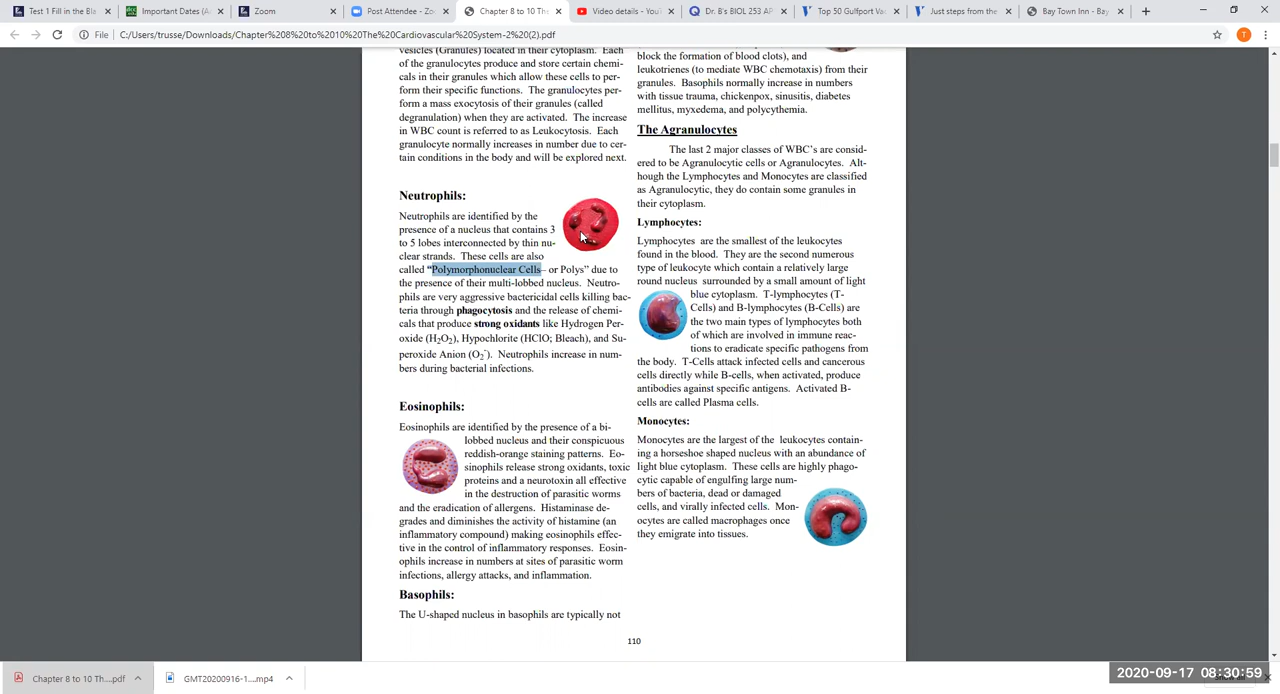 Test 1 Fill in the Bla
Important Dates (Ac
Zoom
Post Attendee - Zo
Chapter 8 to 10 The
Video details - YouT
Dr. B's BIOL 253 AP
Top 50 Gulfport Vac
Just steps from the
Bay Town Inn - Bay
File
C:/Users/trusse/Downloads/Chapter%208%20to%2010%20The%20Cardiovascular%20System-2%20(2).pdf
T
vesicles (Granules) located in their cytoplasm. Each
of the granulocytes produce and store certain chemi-
cals in their granules which allow these cells to per-
form their specific functions. The granulocytes per-
form a mass exocytosis of their granules (called
degranulation) when they are activated. The increase
in WBC count is referred to as Leukocytosis. Each
granulocyte normally increases in number due to cer-
tain conditions in the body and will be explored next.
Neutrophils:
Neutrophils are identified by the
presence of a nucleus that contains 3
to 5 lobes interconnected by thin nu-
clear strands. These cells are also
called “Polymorphonuclear Cells– or Polys” due to
the presence of their multi-lobbed nucleus. Neutro-
phils are very aggressive bactericidal cells killing bac-
teria through phagocytosis and the release of chemi-
cals that produce strong oxidants like Hydrogen Per-
oxide (H2O2), Hypochlorite (HClO; Bleach), and Su-
peroxide Anion (O2-). Neutrophils increase in num-
bers during bacterial infections.
Eosinophils:
Eosinophils are identified by the presence of a bi-
lobbed nucleus and their conspicuous
reddish-orange staining patterns. Eo-
sinophils release strong oxidants, toxic
proteins and a neurotoxin all effective
in the destruction of parasitic worms
and the eradication of allergens. Histaminase de-
grades and diminishes the activity of histamine (an
inflammatory compound) making eosinophils effec-
tive in the control of inflammatory responses. Eosin-
ophils increase in numbers at sites of parasitic worm
infections, allergy attacks, and inflammation.
Basophils:
The U-shaped nucleus in basophils are typically not
block the formation of blood clots), and
leukotrienes (to mediate WBC chemotaxis) from their
granules. Basophils normally increase in numbers
with tissue trauma, chickenpox, sinusitis, diabetes
mellitus, myxedema, and polycythemia.
The Agranulocytes
The last 2 major classes of WBC’s are consid-
ered to be Agranulocytic cells or Agranulocytes. Alt-
hough the Lymphocytes and Monocytes are classified
as Agranulocytic, they do contain some granules in
their cytoplasm.
Lymphocytes:
Lymphocytes are the smallest of the leukocytes
found in the blood. They are the second numerous
type of leukocyte which contain a relatively large
round nucleus surrounded by a small amount of light
blue cytoplasm. T-lymphocytes (T-
Cells) and B-lymphocytes (B-Cells) are
the two main types of lymphocytes both
of which are involved in immune reac-
tions to eradicate specific pathogens from
the body. T-Cells attack infected cells and cancerous
cells directly while B-cells, when activated, produce
antibodies against specific antigens. Activated B-
cells are called Plasma cells.
Monocytes:
Monocytes are the largest of the leukocytes contain-
ing a horseshoe shaped nucleus with an abundance of
light blue cytoplasm. These cells are highly phago-
cytic capable of engulfing large num-
bers of bacteria, dead or damaged
cells, and virally infected cells. Mon-
ocytes are called macrophages once
they emigrate into tissues.
110
Chapter 8 to 10 Th....pdf
GMT20200916-1....mp4
2020-09-17 08:30:59